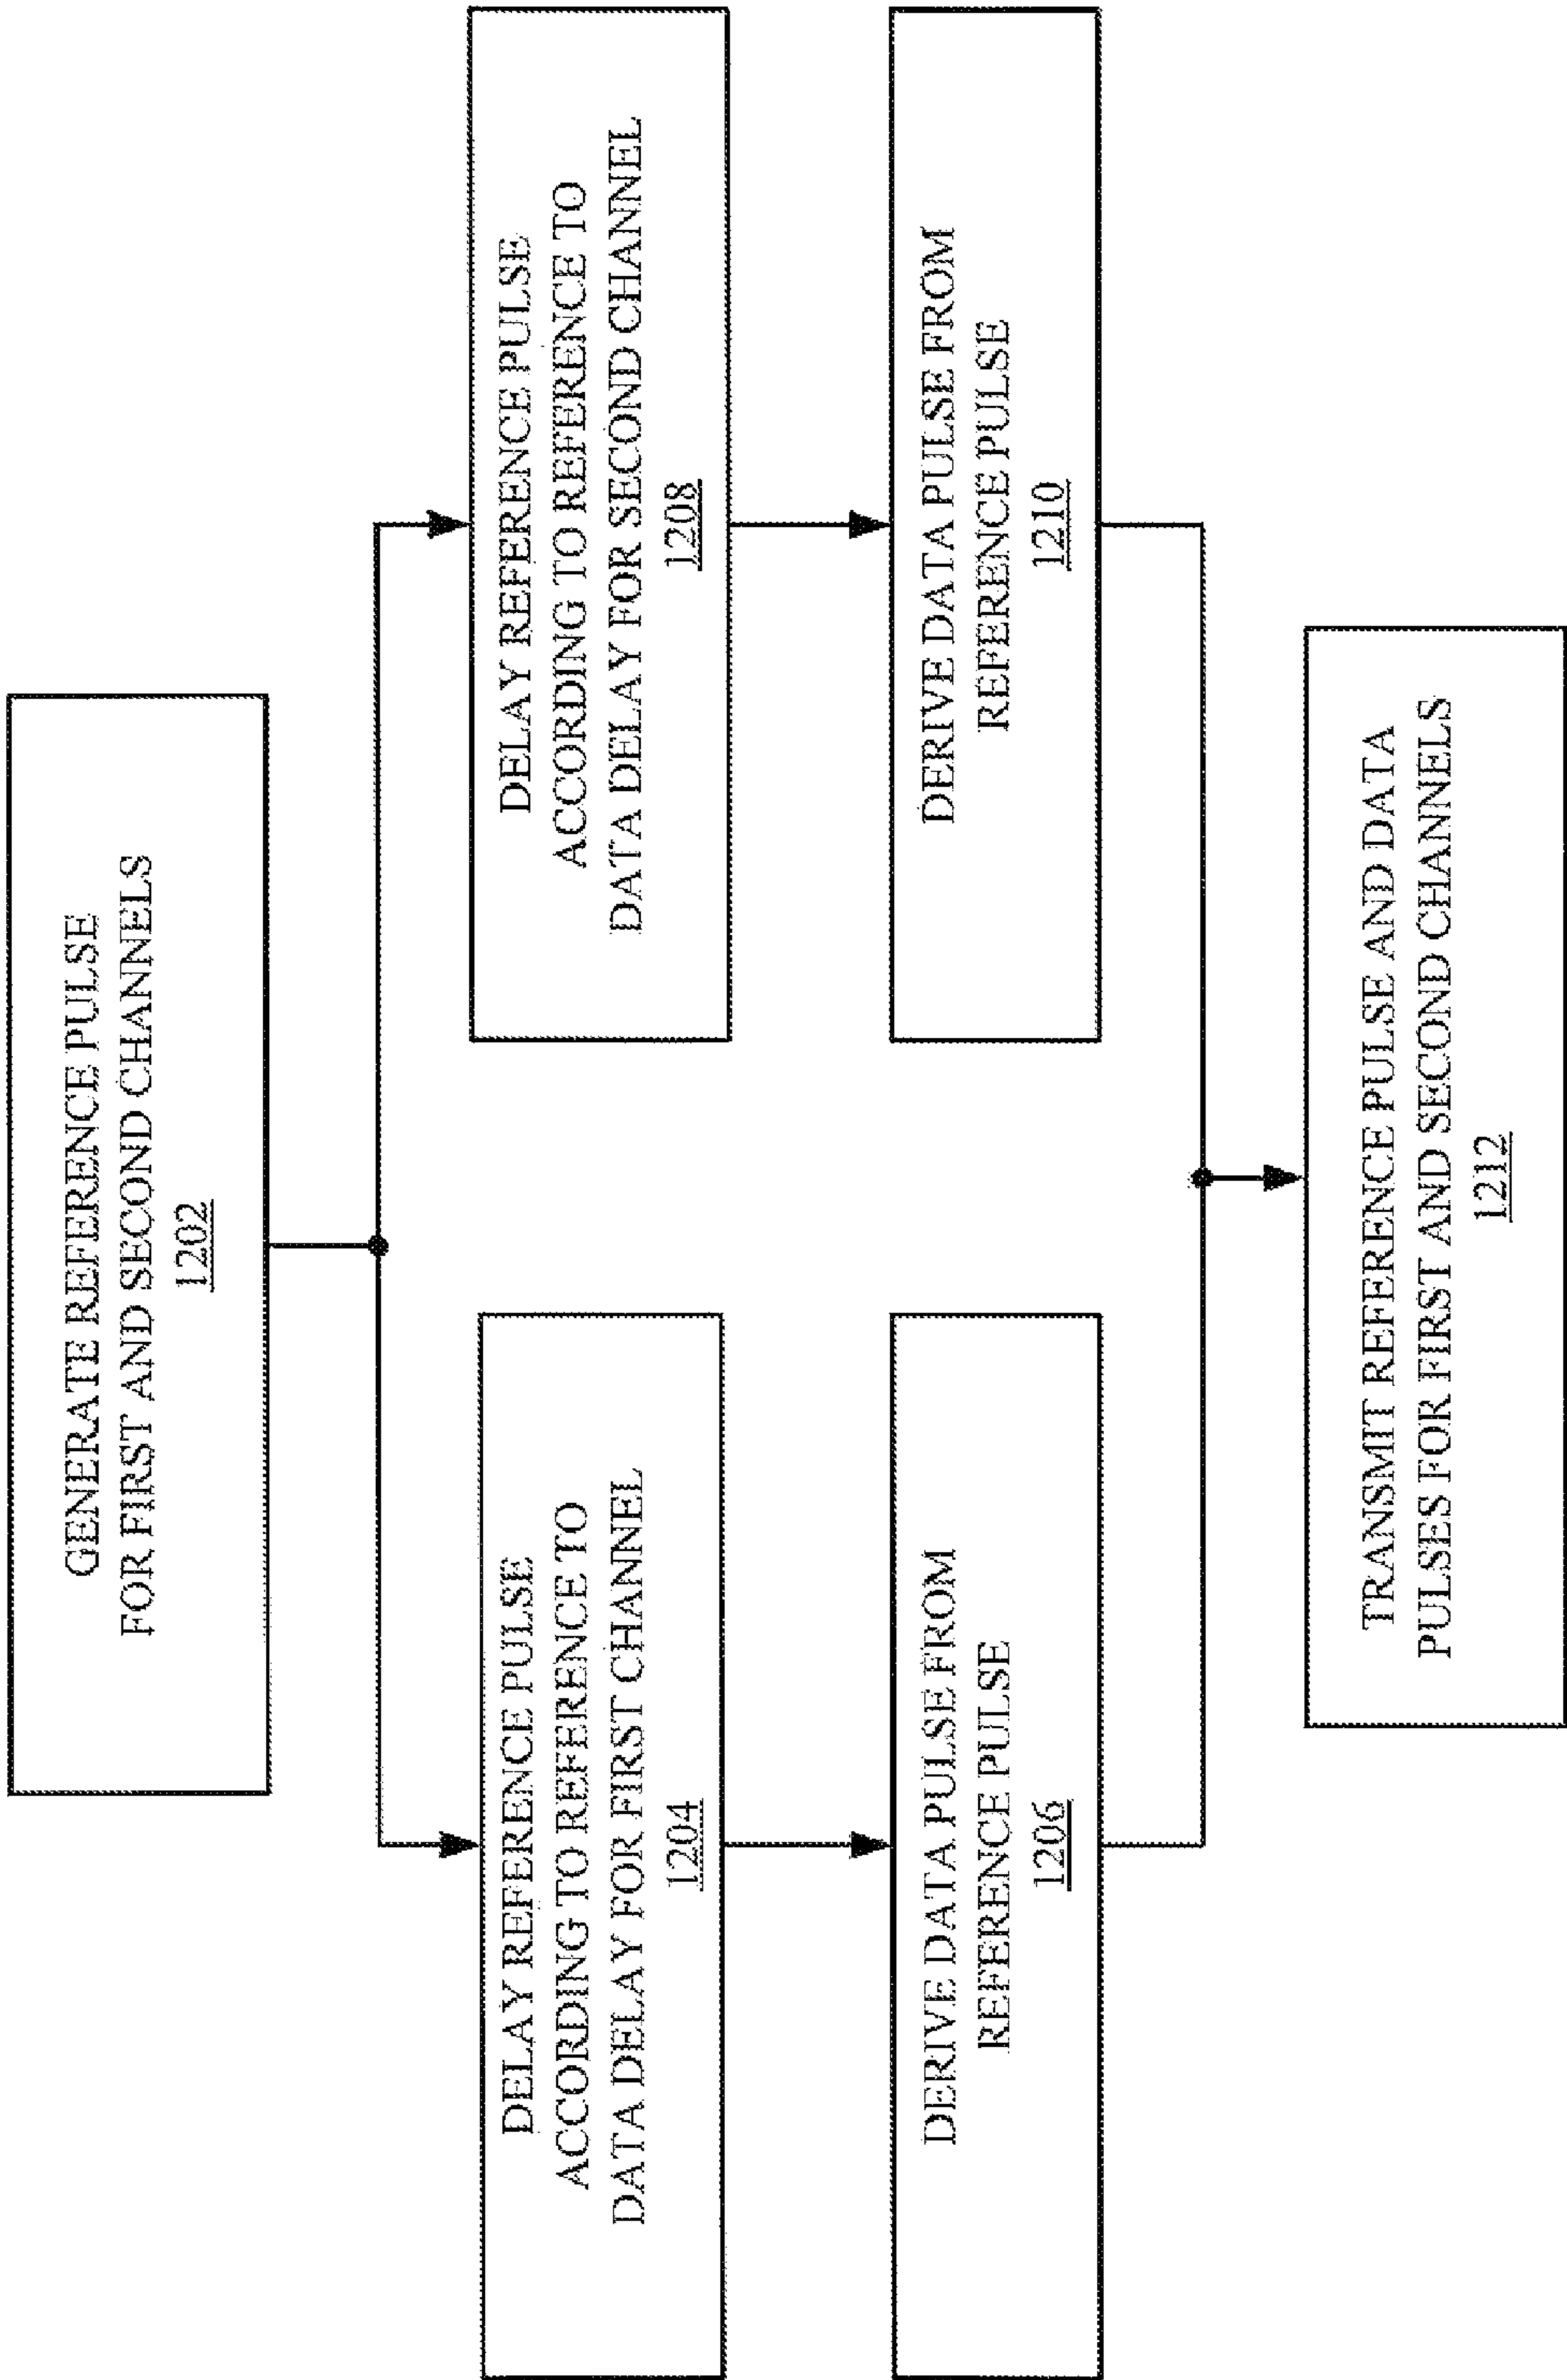 GENERATE REFERENCE PULSE
FOR FIRST AND SECOND CHANNELS
1202
DELAY REFERENCE PULSE
ACCORDING TO REFERENCE TO
DATA DELAY FOR FIRST CHANNEL
1204
DERIVE DATA PULSE FROM
REFERENCE PULSE
1206
DELAY REFERENCE PULSE
ACCORDING TO REFERENCE TO
DATA DELAY FOR SECOND CHANNEL
1208
DERIVE DATA PULSE FROM
REFERENCE PULSE
1210
TRANSMIT REFERENCE PULSE AND DATA
PULSES FOR FIRST AND SECOND CHANNELS
1212